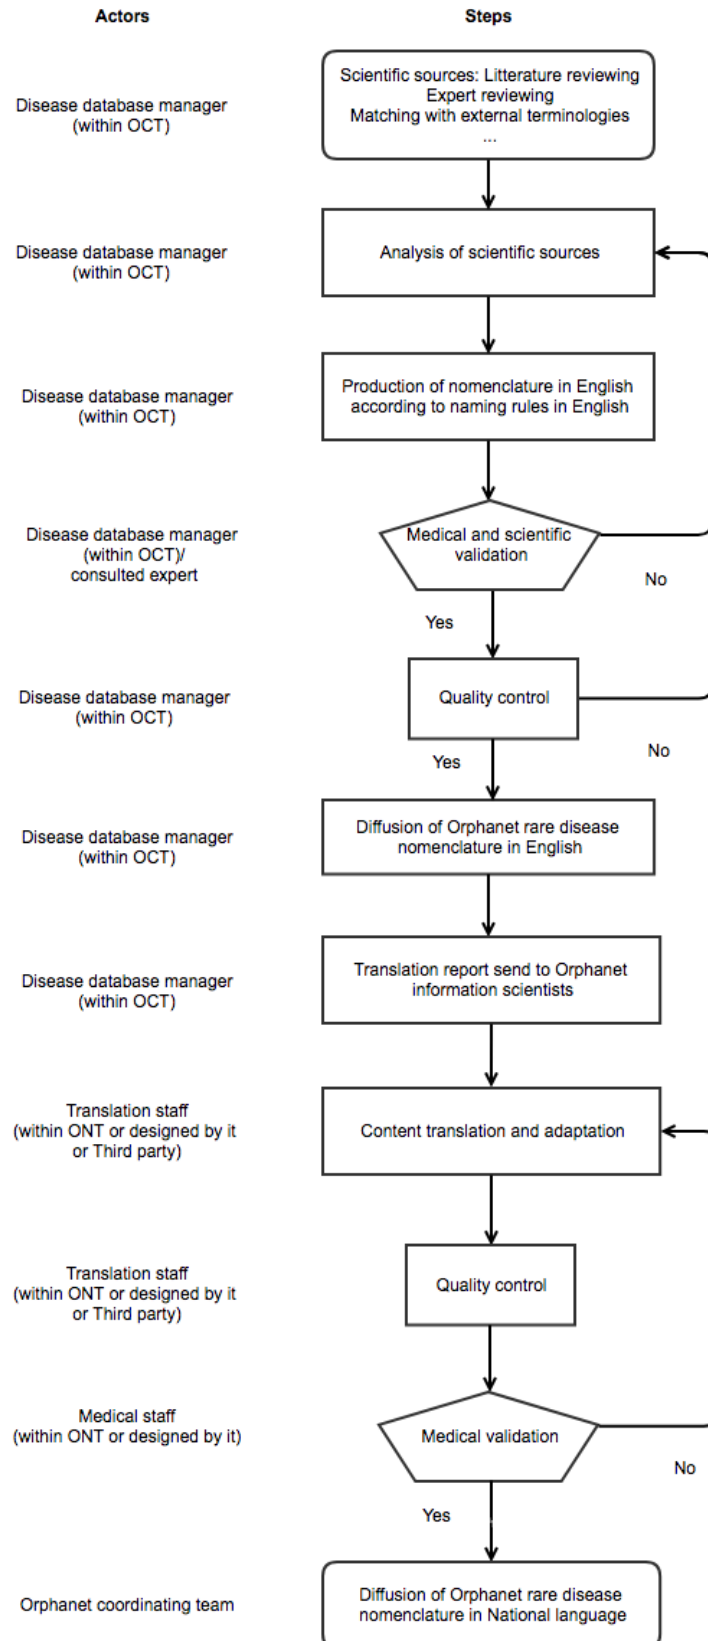 Actors
Steps
Disease database manager
(within OCT)
Scientific sources: Litterature reviewing
Expert reviewing
Matching with external terminologies
...
Disease database manager
(within OCT)
Analysis of scientific sources
Disease database manager
(within OCT)
Production of nomenclature in English
according to naming rules in English
Disease database manager
(within OCT)/
consulted expert
Medical and scientific
validation
No
Yes
Disease database manager
(within OCT)
Quality control
No
Yes
Disease database manager
(within OCT)
Diffusion of Orphanet rare disease
nomenclature in English
Disease database manager
(within OCT)
Translation report send to Orphanet
information scientists
Translation staff
(within ONT or designed by it
or Third party)
Content translation and adaptation
Translation staff
(within ONT or designed by it
or Third party)
Quality control
Medical staff
(within ONT or designed by it)
Medical validation
No
Yes
Orphanet coordinating team
Diffusion of Orphanet rare disease
nomenclature in National language